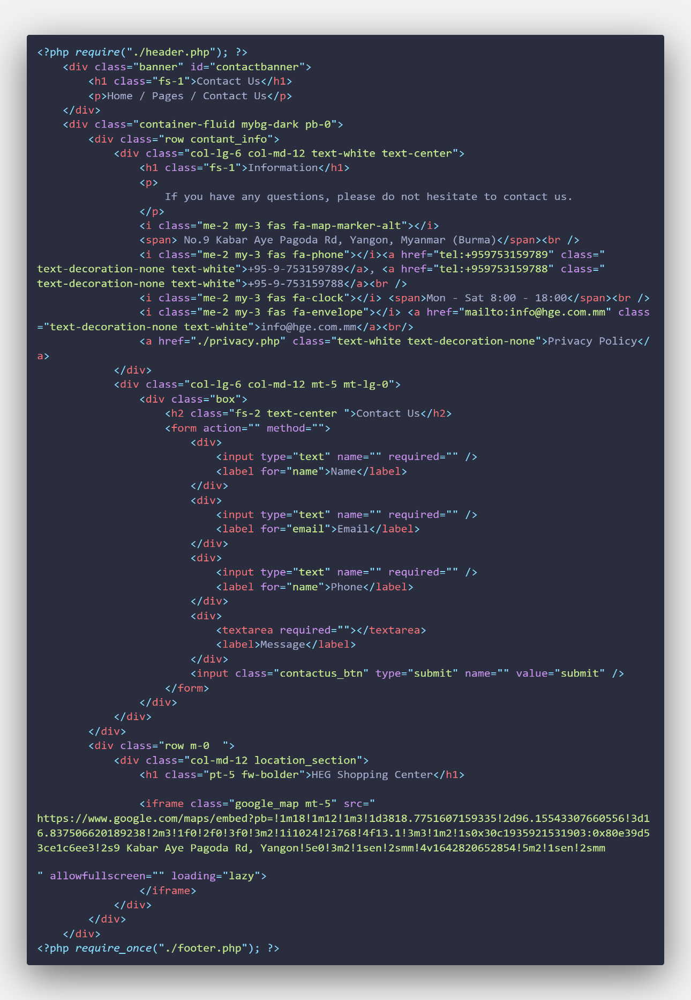 <?php require("./header.php"); ?>
    <div class="banner" id="contactbanner">
        <h1 class="fs-1">Contact Us</h1>
        <p>Home / Pages / Contact Us</p>
    </div>
    <div class="container-fluid mybg-dark pb-0">
        <div class="row contant_info">
            <div class="col-lg-6 col-md-12 text-white text-center">
                <h1 class="fs-1">Information</h1>
                <p>
                    If you have any questions, please do not hesitate to contact us.
                </p>
                <i class="me-2 my-3 fas fa-map-marker-alt"></i>
                <span> No.9 Kabar Aye Pagoda Rd, Yangon, Myanmar (Burma)</span><br />
                <i class="me-2 my-3 fas fa-phone"></i><a href="tel:+959753159789" class="
text-decoration-none text-white">+95-9-753159789</a>, <a href="tel:+959753159788" class="
text-decoration-none text-white">+95-9-753159788</a><br />
                <i class="me-2 my-3 fas fa-clock"></i> <span>Mon - Sat 8:00 - 18:00</span><br />
                <i class="me-2 my-3 fas fa-envelope"></i> <a href="mailto:info@hge.com.mm" class
="text-decoration-none text-white">info@hge.com.mm</a><br/>
                <a href="./privacy.php" class="text-white text-decoration-none">Privacy Policy</
a>
            </div>
            <div class="col-lg-6 col-md-12 mt-5 mt-lg-0">
                <div class="box">
                    <h2 class="fs-2 text-center ">Contact Us</h2>
                    <form action="" method="">
                        <div>
                            <input type="text" name="" required="" />
                            <label for="name">Name</label>
                        </div>
                        <div>
                            <input type="text" name="" required="" />
                            <label for="email">Email</label>
                        </div>
                        <div>
                            <input type="text" name="" required="" />
                            <label for="name">Phone</label>
                        </div>
                        <div>
                            <textarea required=""></textarea>
                            <label>Message</label>
                        </div>
                        <input class="contactus_btn" type="submit" name="" value="submit" />
                    </form>
                </div>
            </div>
        </div>
        <div class="row m-0  ">
            <div class="col-md-12 location_section">
                <h1 class="pt-5 fw-bolder">HEG Shopping Center</h1>

                <iframe class="google_map mt-5" src="
https://www.google.com/maps/embed?pb=!1m18!1m12!1m3!1d3818.7751607159335!2d96.15543307660556!3d1
6.837506620189238!2m3!1f0!2f0!3f0!3m2!1i1024!2i768!4f13.1!3m3!1m2!1s0x30c1935921531903:0x80e39d5
3ce1c6ee3!2s9 Kabar Aye Pagoda Rd, Yangon!5e0!3m2!1sen!2smm!4v1642820652854!5m2!1sen!2smm

" allowfullscreen="" loading="lazy">
                </iframe>
            </div>
        </div>
    </div>
<?php require_once("./footer.php"); ?>